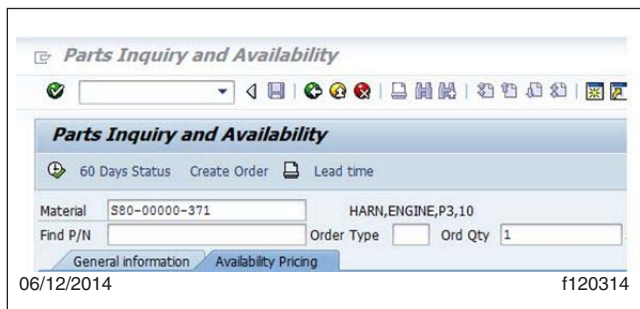 Parts Inquiry and Availability
Parts Inquiry and Availability
60 Days Status Create Order Lead time
Material S80-00000-371 HARN,ENGINE,P3,10
Find P/N Order Type Ord Qty 1
General information Availability Pricing
06/12/2014 f120314